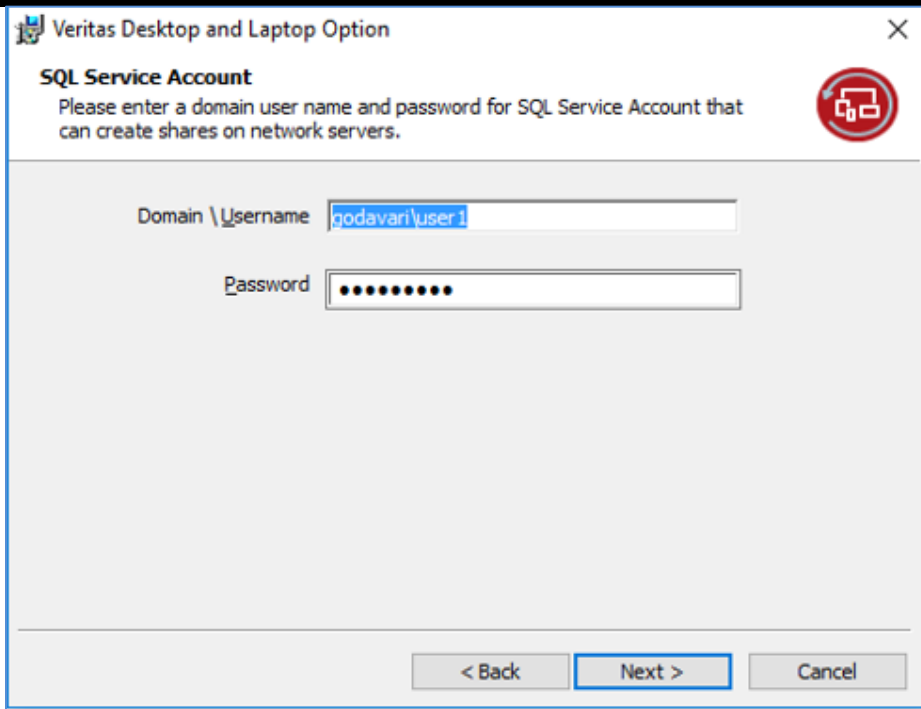 Veritas Desktop and Laptop Option
SQL Service Account
Please enter a domain user name and password for SQL Service Account that
can create shares on network servers.
Domain \ Username godavari\user1
Password •••••••••
< Back Next > Cancel